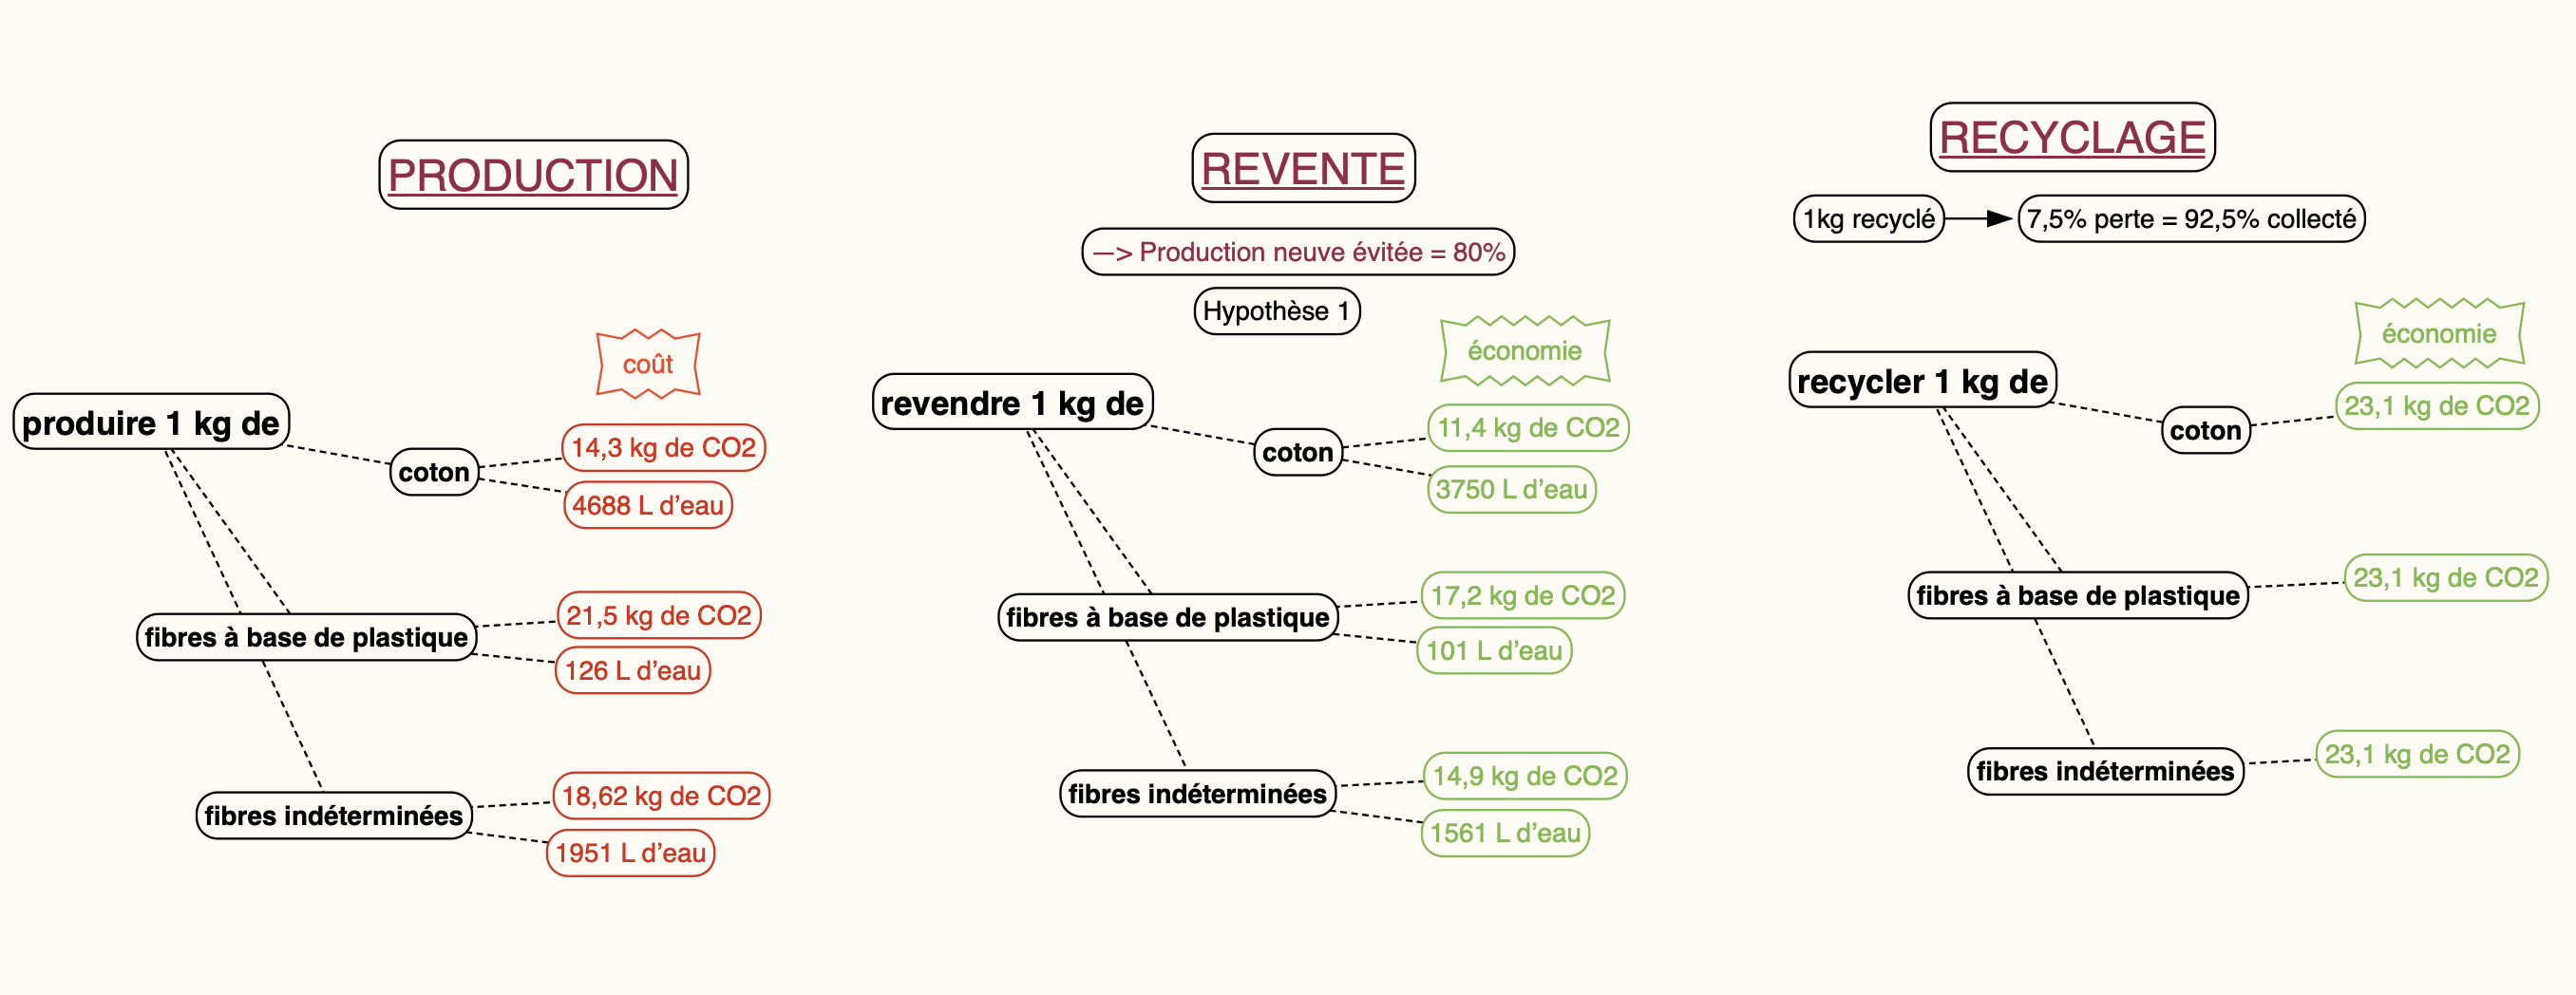 PRODUCTION
coût
produire 1 kg de
coton
14,3 kg de CO2
4688 L d’eau
fibres à base de plastique
21,5 kg de CO2
126 L d’eau
fibres indéterminées
18,62 kg de CO2
1951 L d’eau
REVENTE
—> Production neuve évitée = 80%
Hypothèse 1
économie
revendre 1 kg de
coton
11,4 kg de CO2
3750 L d’eau
fibres à base de plastique
17,2 kg de CO2
101 L d’eau
fibres indéterminées
14,9 kg de CO2
1561 L d’eau
RECYCLAGE
1kg recyclé
7,5% perte = 92,5% collecté
économie
recycler 1 kg de
coton
23,1 kg de CO2
fibres à base de plastique
23,1 kg de CO2
fibres indéterminées
23,1 kg de CO2